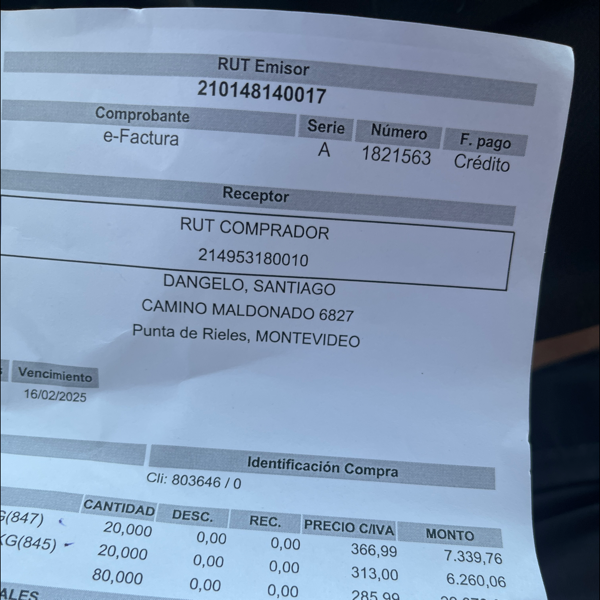 RUT Emisor
210148140017
Comprobante Serie Número F. pago
e-Factura A 1821563 Crédito
Receptor
RUT COMPRADOR
214953180010
DANGELO, SANTIAGO
CAMINO MALDONADO 6827
Punta de Rieles, MONTEVIDEO
Vencimiento
16/02/2025
Identificación Compra
Cli: 803646 / 0
CANTIDAD DESC. REC. PRECIO C/IVA MONTO
G(847) 20,000 0,00 0,00 366,99 7.339,76
KG(845) 20,000 0,00 0,00 313,00 6.260,06
80,000 0,00 0,00 285,99
ALES